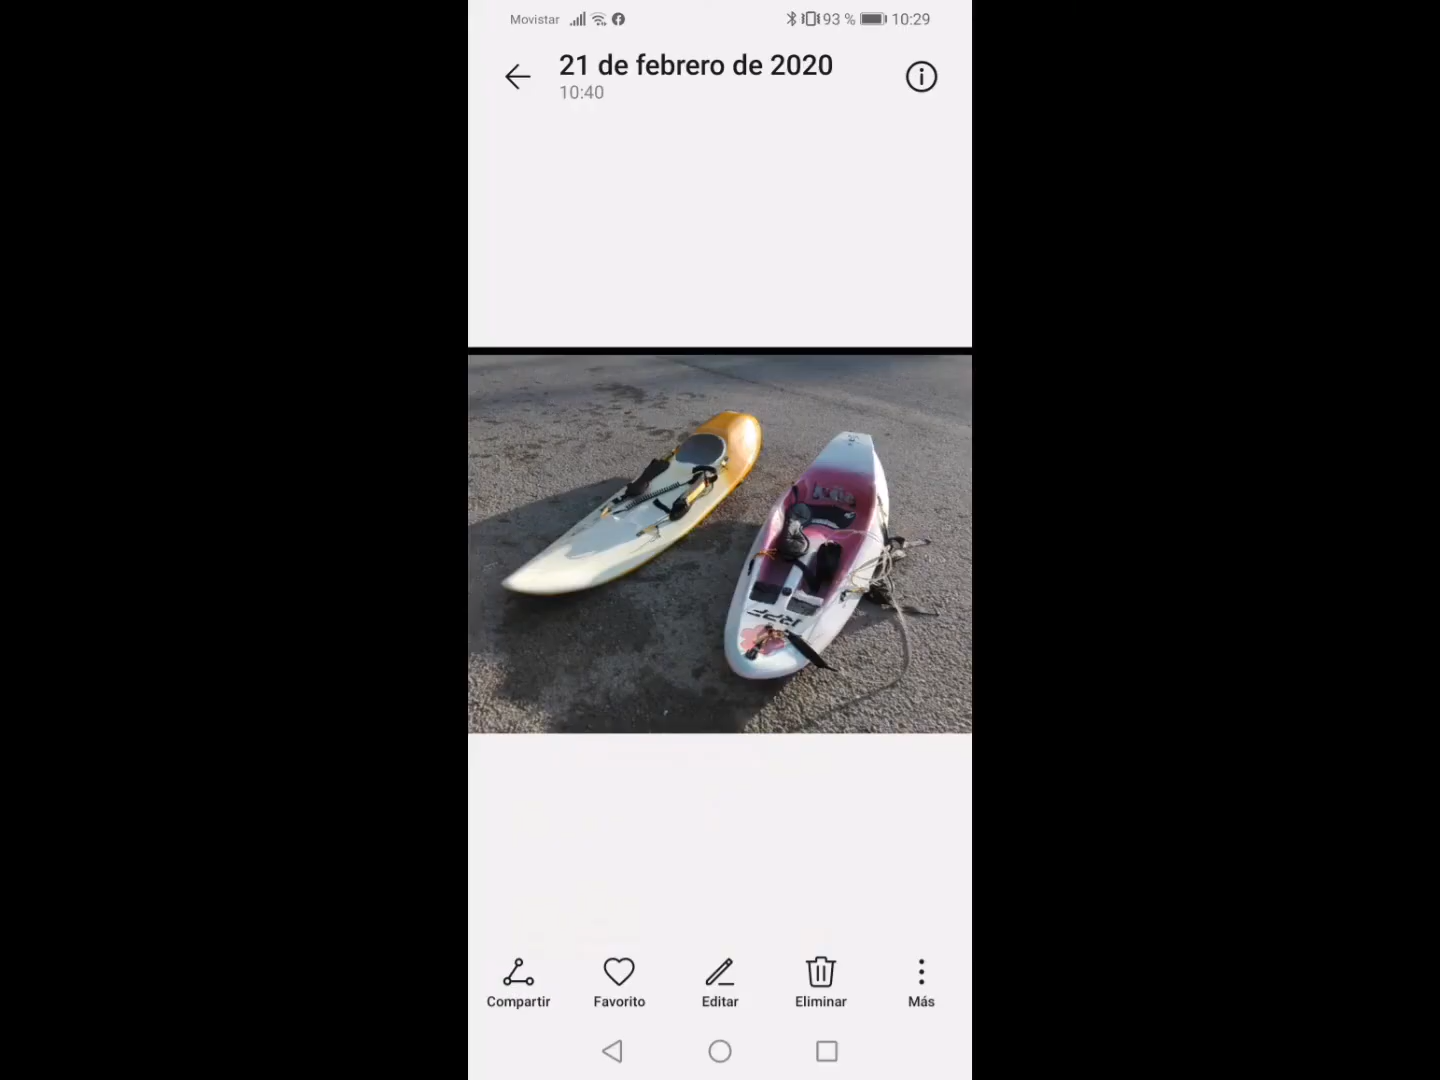 Movistar 93 % 10:29
21 de febrero de 2020
10:40
Compartir Favorito Editar Eliminar Más